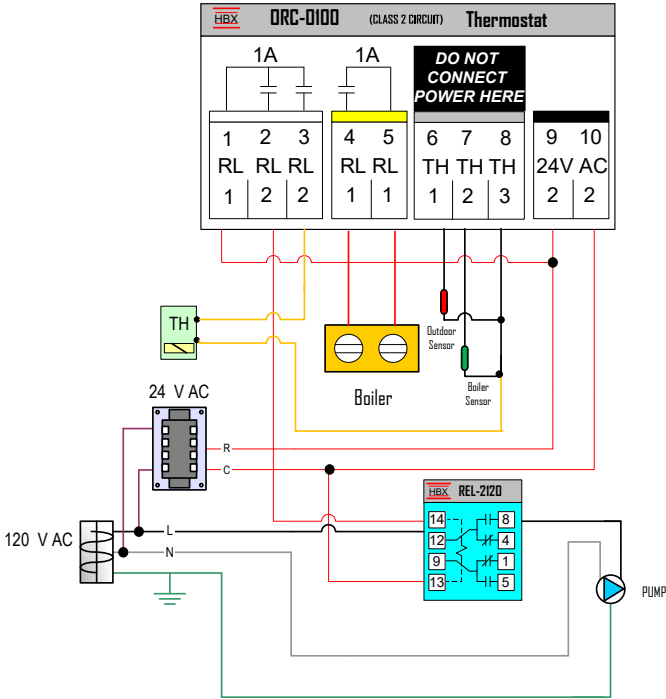 HBX ORC-0100 (CLASS 2 CIRCUIT) Thermostat
1A 1A
DO NOT
CONNECT
POWER HERE
1 2 3 4 5 6 7 8 9 10
RL RL RL RL RL TH TH TH 24V AC
1 2 2 1 1 1 2 3 2 2
TH
Outdoor
Sensor
Boiler
Boiler
Sensor
24 V AC
R
C
HBX REL-2120
14 8
12 4
9 1
13 5
120 V AC
L
N
PUMP